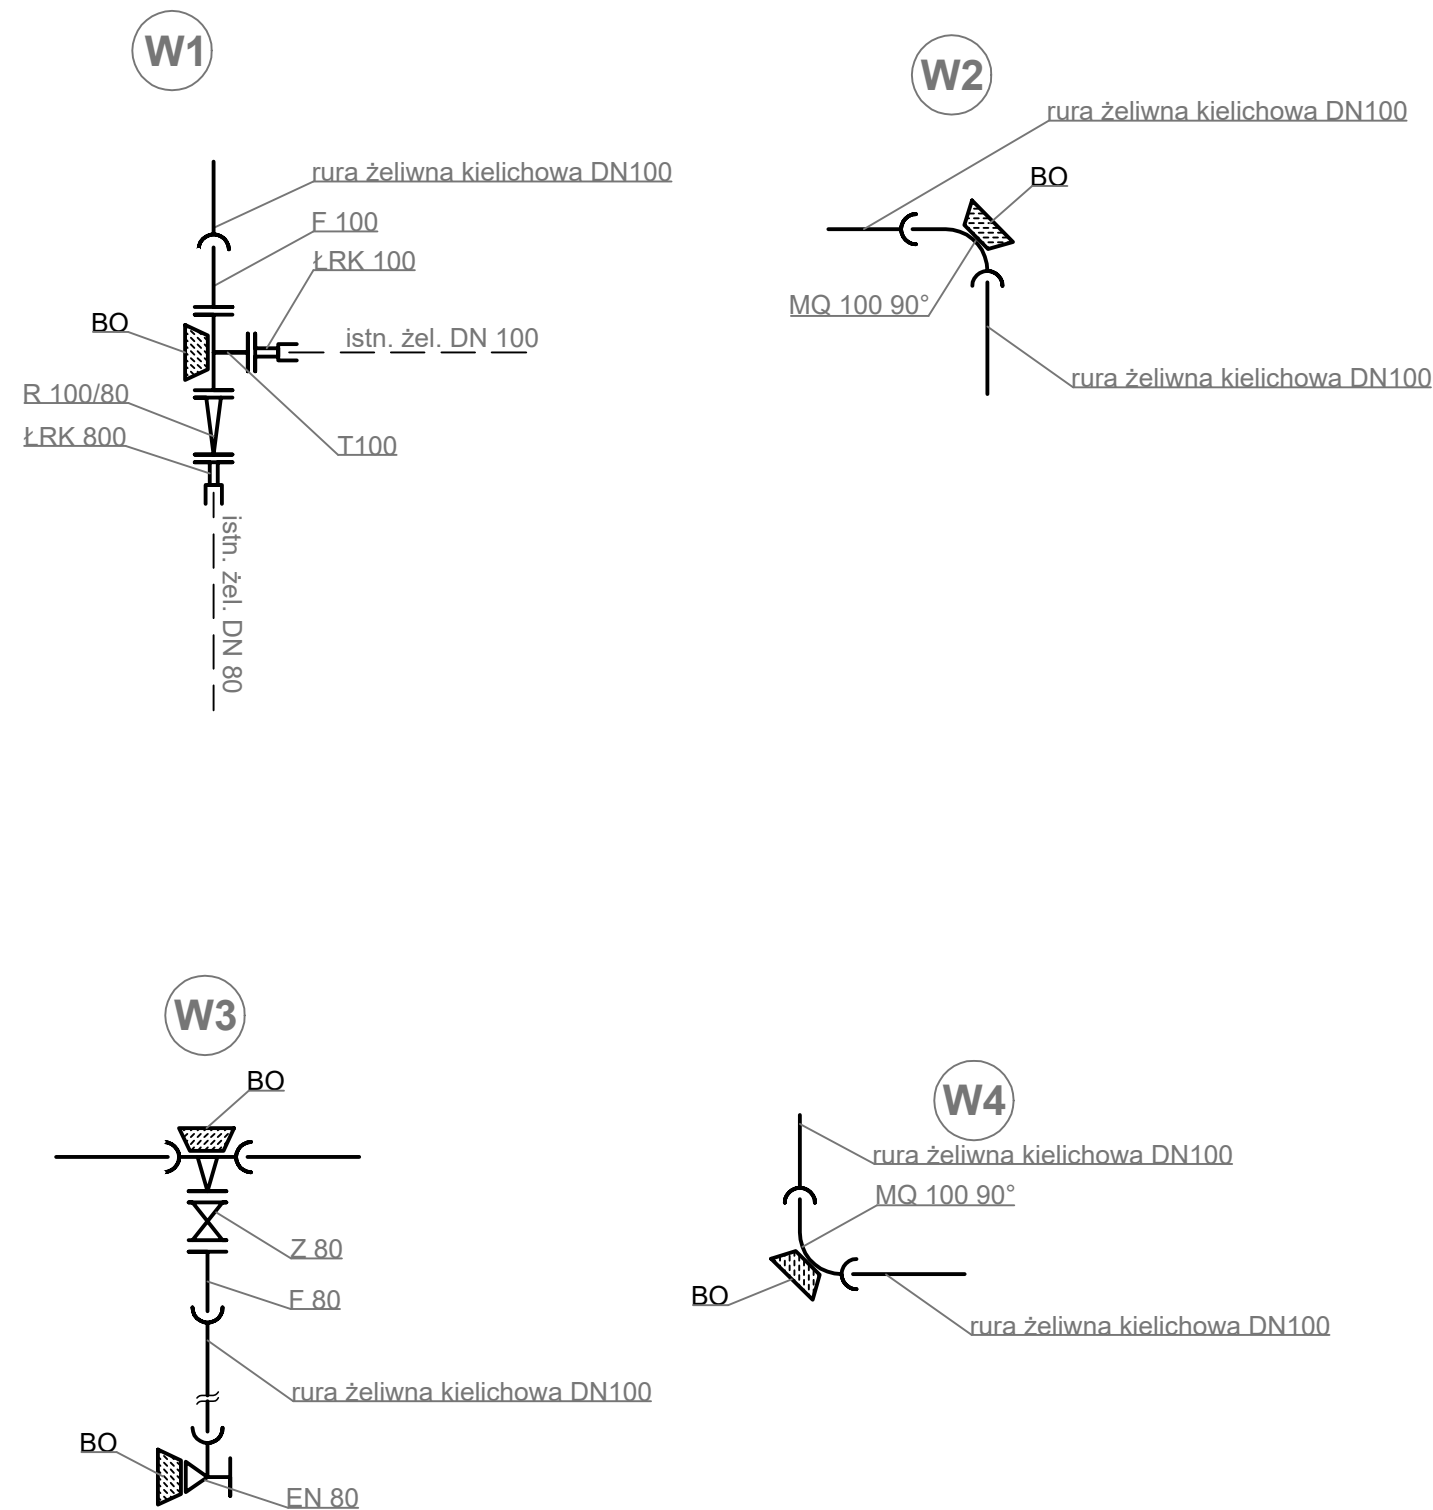 W1
rura żeliwna kielichowa DN100
F 100
ŁRK 100
BO
istn. żel. DN 100
R 100/80
ŁRK 800
T100
istn. żel. DN 80
W2
rura żeliwna kielichowa DN100
BO
MQ 100 90°
rura żeliwna kielichowa DN100
W3
BO
Z 80
F 80
rura żeliwna kielichowa DN100
BO
EN 80
W4
rura żeliwna kielichowa DN100
MQ 100 90°
BO
rura żeliwna kielichowa DN100